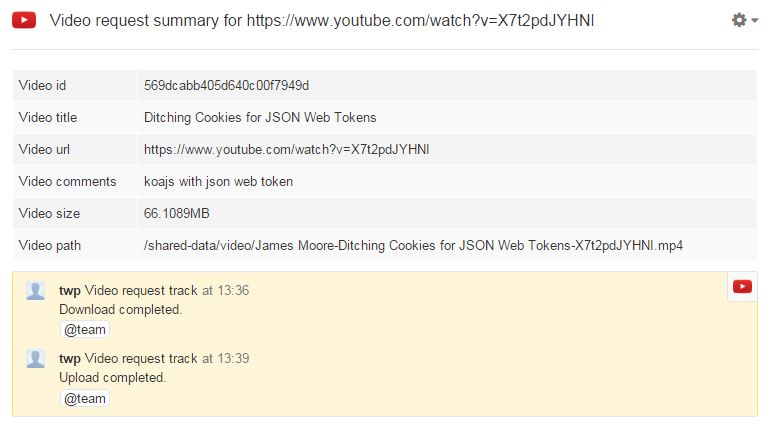 Video request summary for https://www.youtube.com/watch?v=X7t2pdJYHNI
Video id 569dcabb405d640c00f7949d
Video title Ditching Cookies for JSON Web Tokens
Video url https://www.youtube.com/watch?v=X7t2pdJYHNI
Video comments koajs with json web token
Video size 66.1089MB
Video path /shared-data/video/James Moore-Ditching Cookies for JSON Web Tokens-X7t2pdJYHNI.mp4
twp Video request track at 13:36
Download completed.
@team
twp Video request track at 13:39
Upload completed.
@team